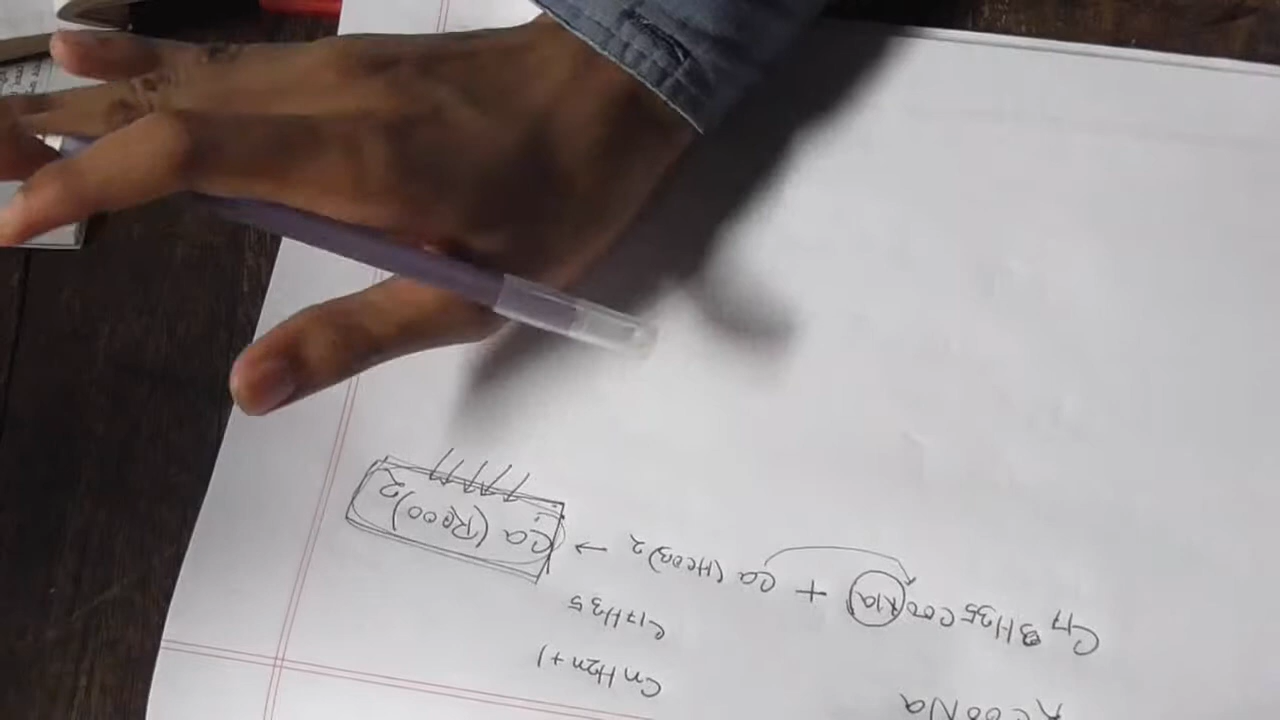 RCOONa
CnH2n+1
C17H35
C17H35COONa + Ca(HCO3)2 → Ca(RCOO)2